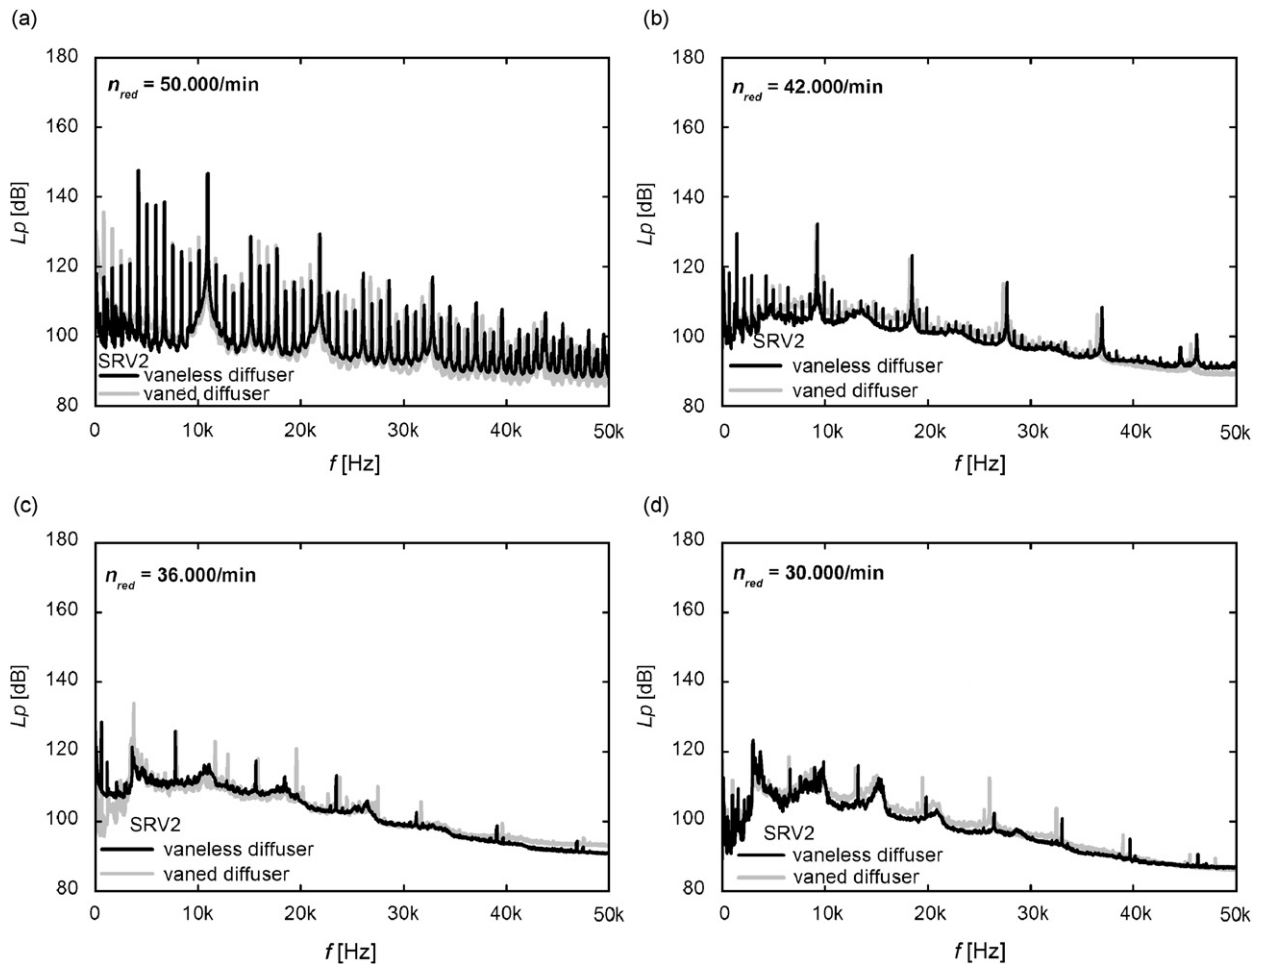 (a)
180
160
140
120
100
80
Lp [dB]
n_red = 50.000/min
SRV2
vaneless diffuser
vaned diffuser
0 10k 20k 30k 40k 50k
f [Hz]
(b)
180
160
140
120
100
80
Lp [dB]
n_red = 42.000/min
SRV2
vaneless diffuser
vaned diffuser
0 10k 20k 30k 40k 50k
f [Hz]
(c)
180
160
140
120
100
80
Lp [dB]
n_red = 36.000/min
SRV2
vaneless diffuser
vaned diffuser
0 10k 20k 30k 40k 50k
f [Hz]
(d)
180
160
140
120
100
80
Lp [dB]
n_red = 30.000/min
SRV2
vaneless diffuser
vaned diffuser
0 10k 20k 30k 40k 50k
f [Hz]